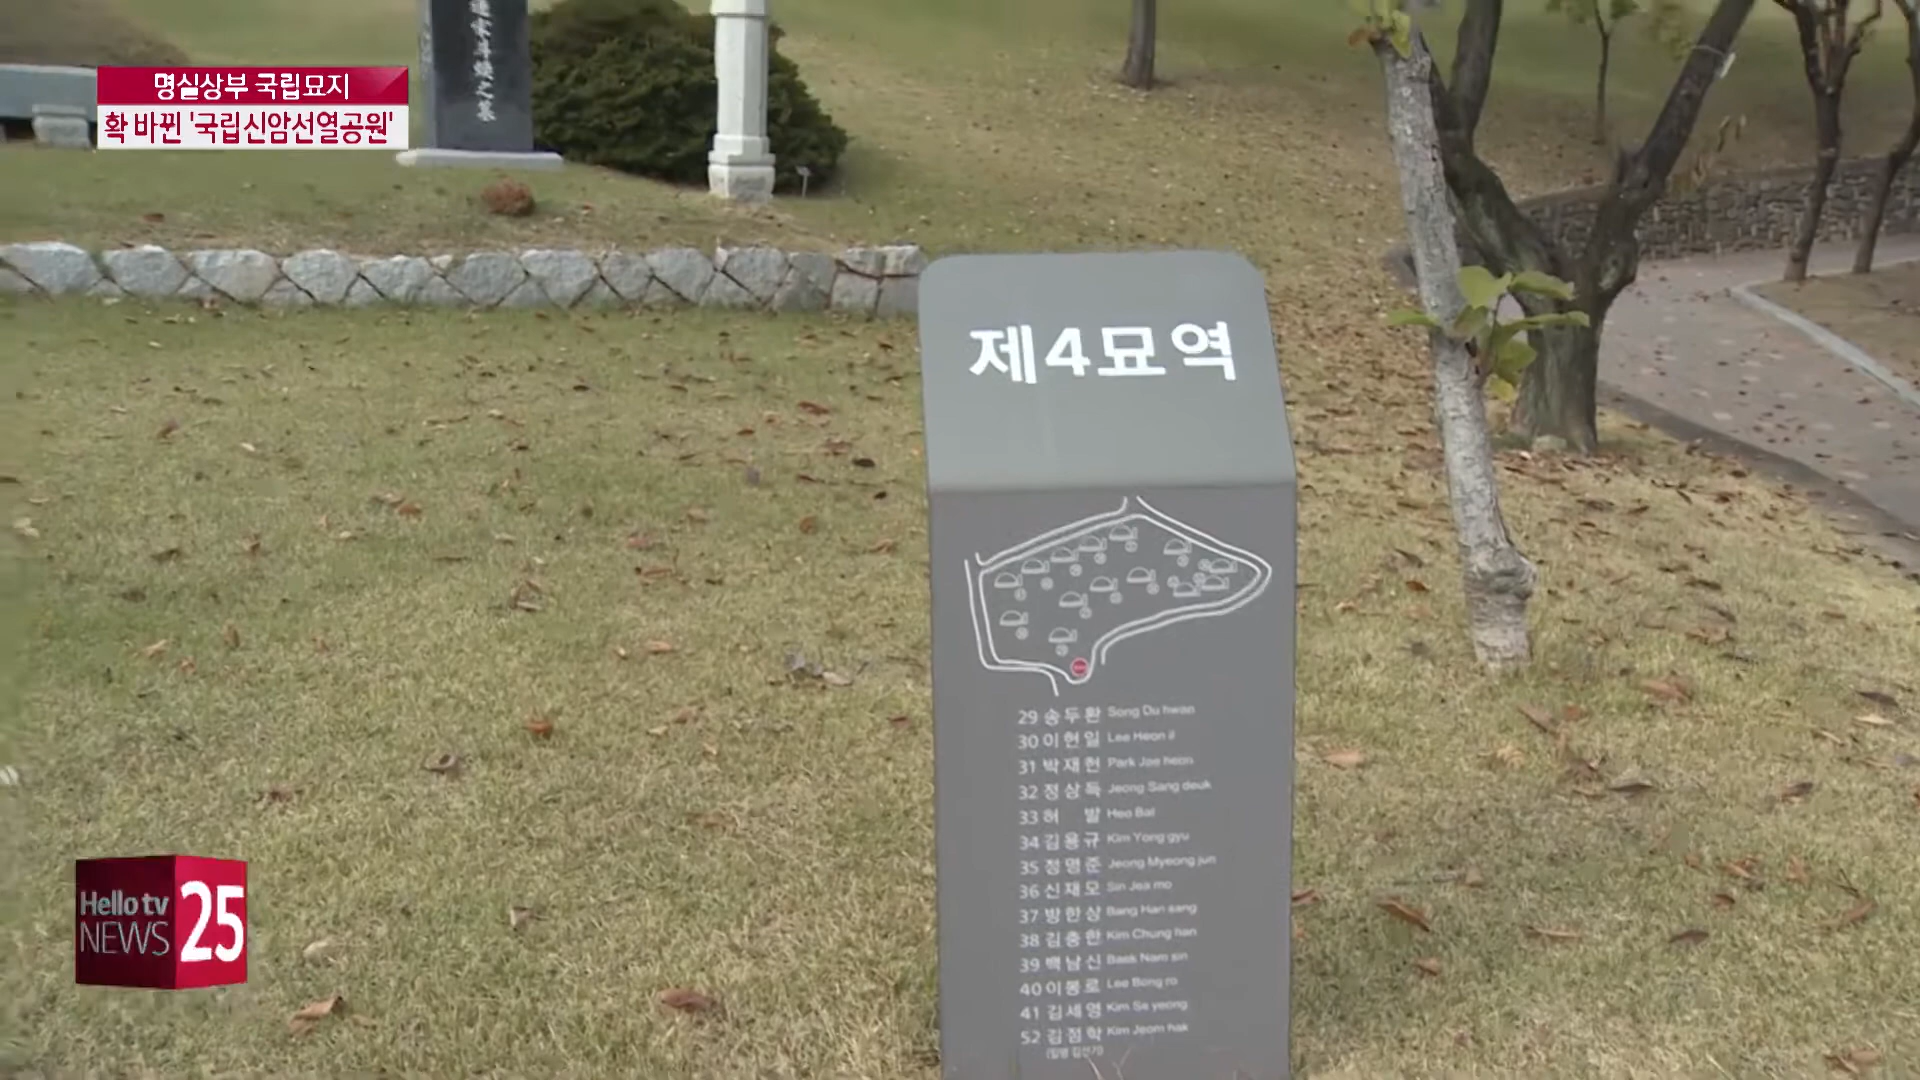 명실상부 국립묘지
확 바뀐 '국립신암선열공원'
之墓
제4묘역
29 송두환 Song Du hwan
30 이헌일 Lee Heon il
31 박재헌 Park Jae heon
32 정상득 Jeong Sang deuk
33 허 발 Heo Bal
34 김용규 Kim Yong gyu
35 정명준 Jeong Myeong jun
36 신재모 Sin Jea mo
37 방한상 Bang Han sang
38 김충한 Kim Chung han
39 백남신 Baek Nam sin
40 이봉로 Lee Bong ro
41 김세영 Kim Se yeong
52 김점학 Kim Jeom hak
Hello tv
NEWS 25